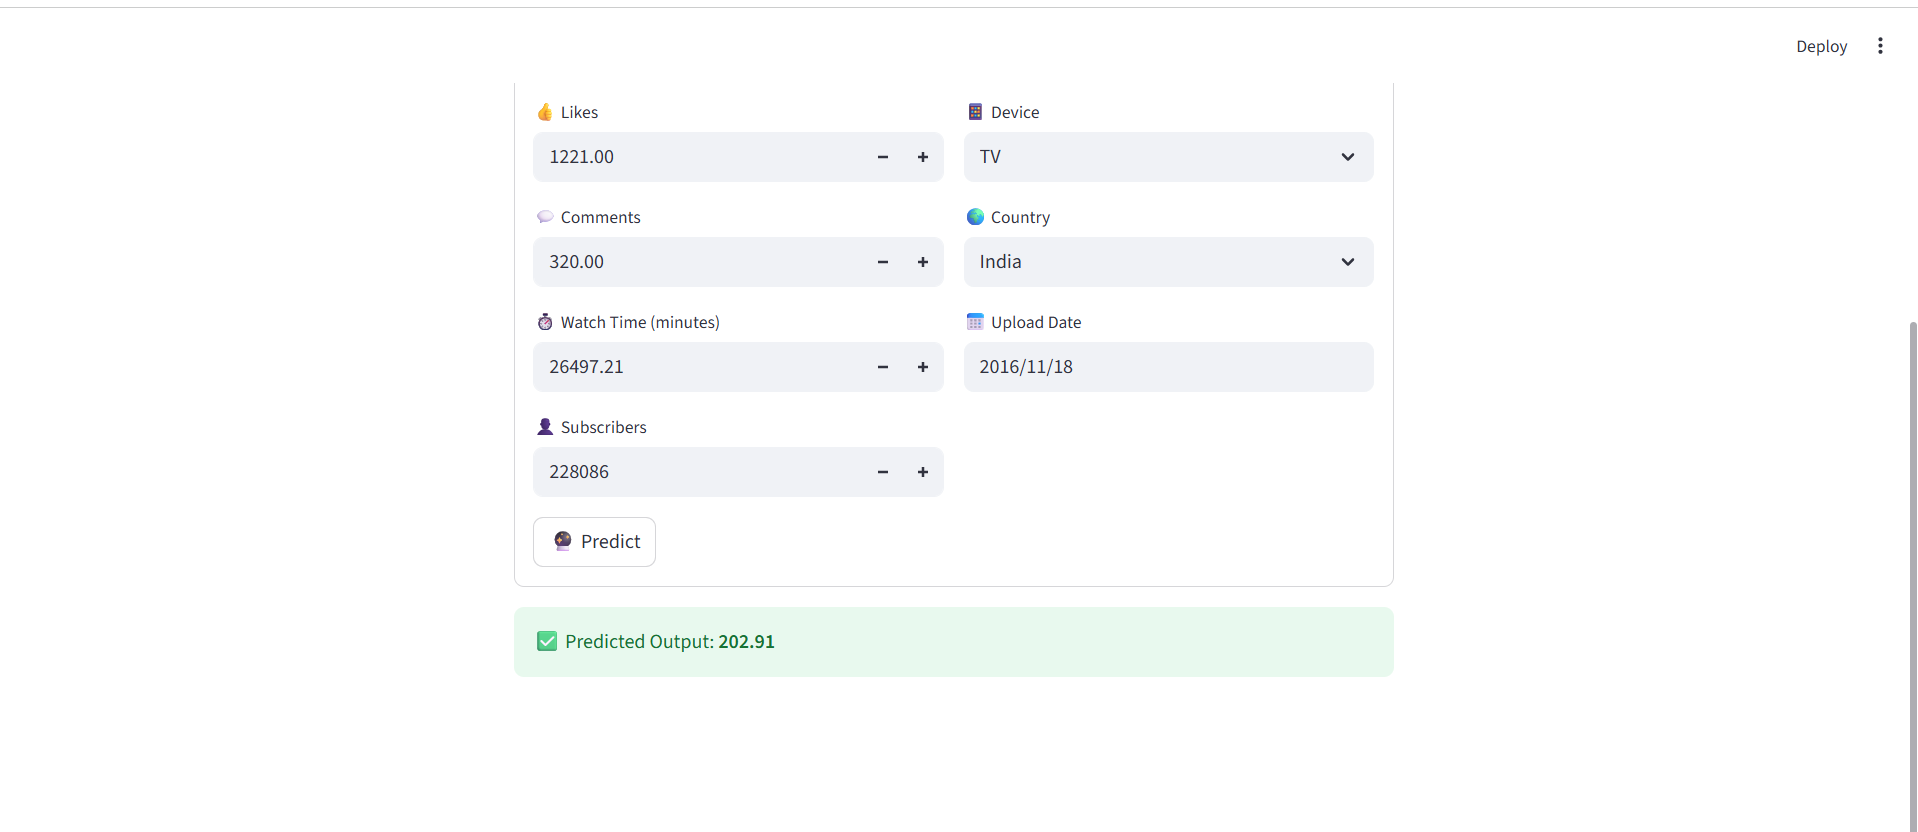 Deploy
Likes
1221.00
Device
TV
Comments
320.00
Country
India
Watch Time (minutes)
26497.21
Upload Date
2016/11/18
Subscribers
228086
Predict
Predicted Output: 202.91